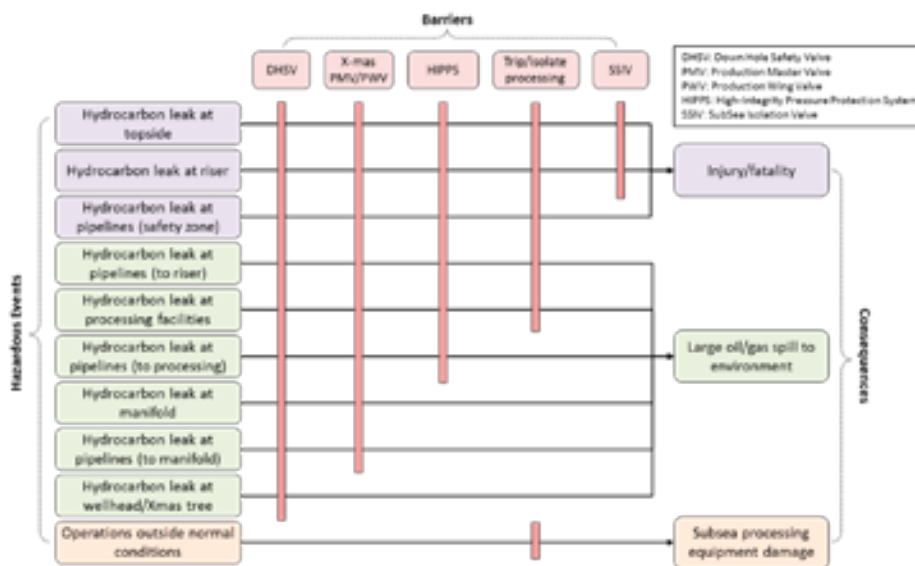 Barriers
DHSV
X-mas
PMV/PWV
HIPPS
Trip/isolate
processing
SSIV
DHSV: Down Hole Safety Valve
PMV: Production Master Valve
PWV: Production Wing Valve
HIPPS: High-Integrity Pressure Protection System
SSIV: SubSea Isolation Valve
Hazardous Events
Hydrocarbon leak at
topside
Hydrocarbon leak at riser
Hydrocarbon leak at
pipelines (safety zone)
Hydrocarbon leak at
pipelines (to riser)
Hydrocarbon leak at
processing facilities
Hydrocarbon leak at
pipelines (to processing)
Hydrocarbon leak at
manifold
Hydrocarbon leak at
pipelines (to manifold)
Hydrocarbon leak at
wellhead/Xmas tree
Operations outside normal
conditions
Injury/fatality
Large oil/gas spill to
environment
Subsea processing
equipment damage
Consequences